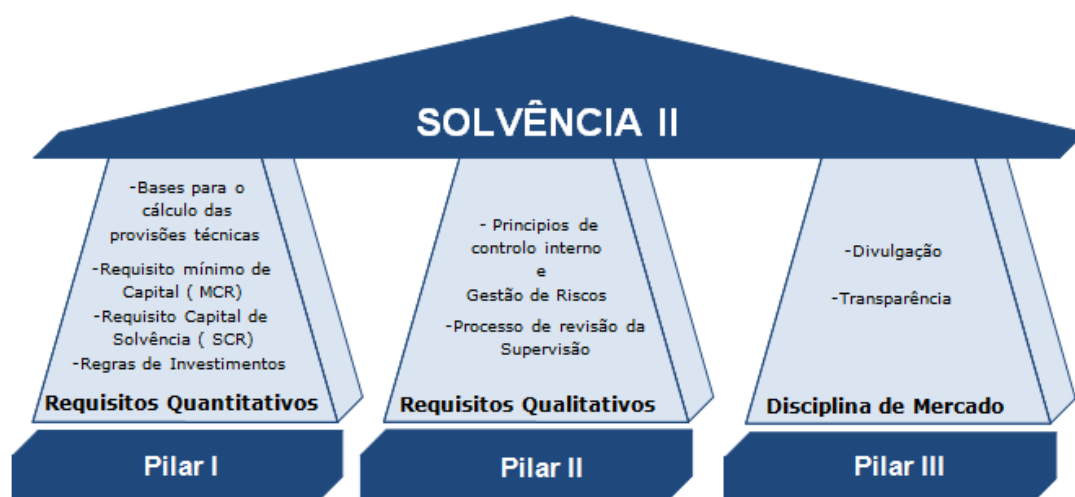 SOLVÊNCIA II
-Bases para o
cálculo das
provisões técnicas
-Requisito mínimo de
Capital ( MCR)
-Requisito Capital de
Solvência ( SCR)
-Regras de Investimentos
Requisitos Quantitativos
Pilar I
- Principios de
controlo interno
e
Gestão de Riscos
-Processo de revisão da
Supervisão
Requisitos Qualitativos
Pilar II
-Divulgação
-Transparência
Disciplina de Mercado
Pilar III